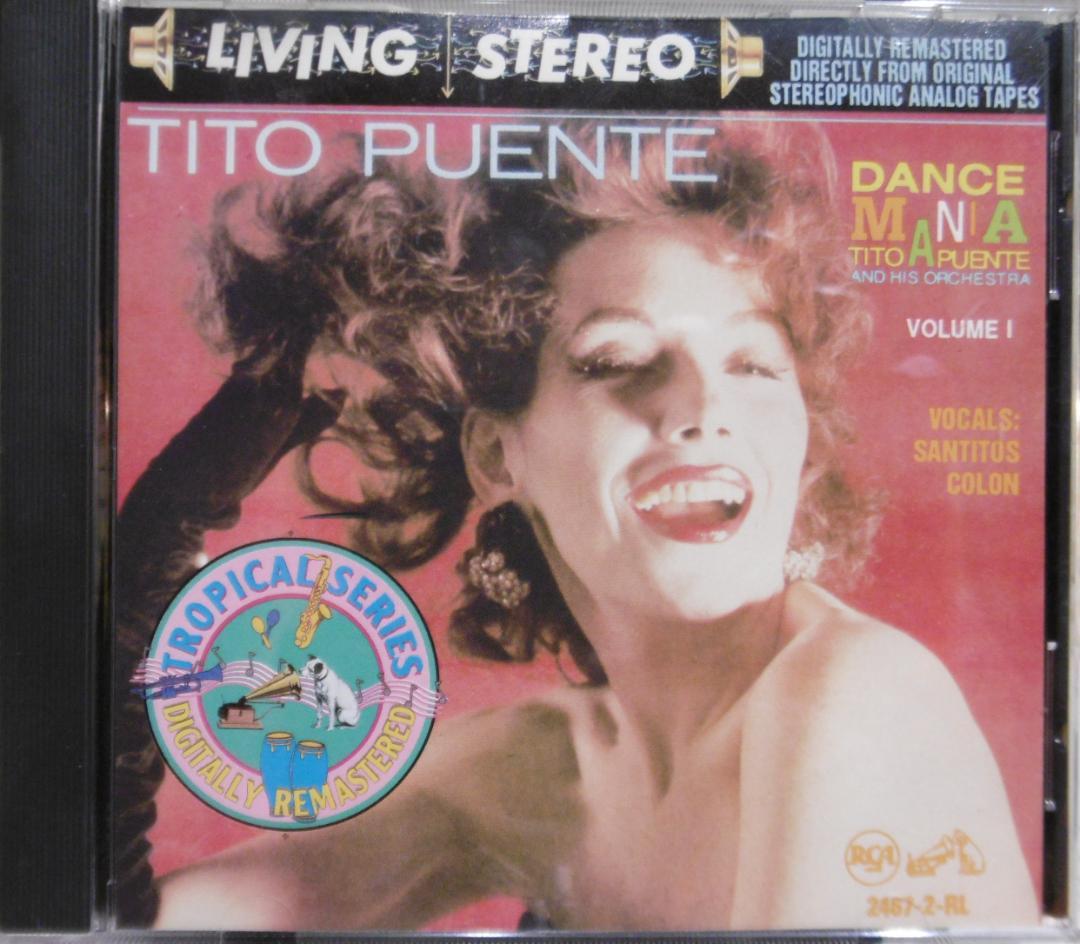 LIVING STEREO
DIGITALLY REMASTERED
DIRECTLY FROM ORIGINAL
STEREOPHONIC ANALOG TAPES
TITO PUENTE
DANCE
MANIA
TITO PUENTE
AND HIS ORCHESTRA
VOLUME I
VOCALS:
SANTITOS
COLON
TROPICAL SERIES
DIGITALLY REMASTERED
RCA
2467-2-RL